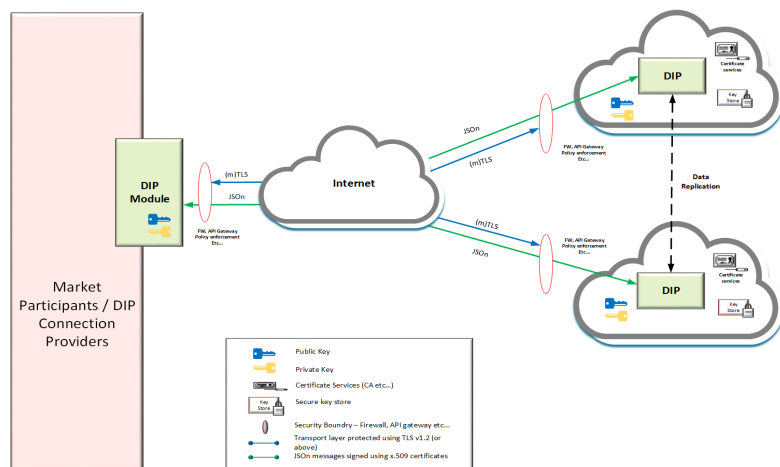 DIP
Certificate
services
Key
Store
JSOn
(m)TLS
FW, API Gateway
Policy enforcement
Etc...
Internet
(m)TLS
JSOn
DIP
Module
FW, API Gateway
Policy enforcement
Etc...
Data
Replication
(m)TLS
JSOn
FW, API Gateway
Policy enforcement
Etc...
DIP
Certificate
services
Key
Store
Market
Participants / DIP
Connection
Providers
Public Key
Private Key
Certificate Services (CA etc...)
Key
Store
Secure key store
Security Boundry – Firewall, API gateway etc...
Transport layer protected using TLS v1.2 (or
above)
JSOn messages signed using x.509 certificates